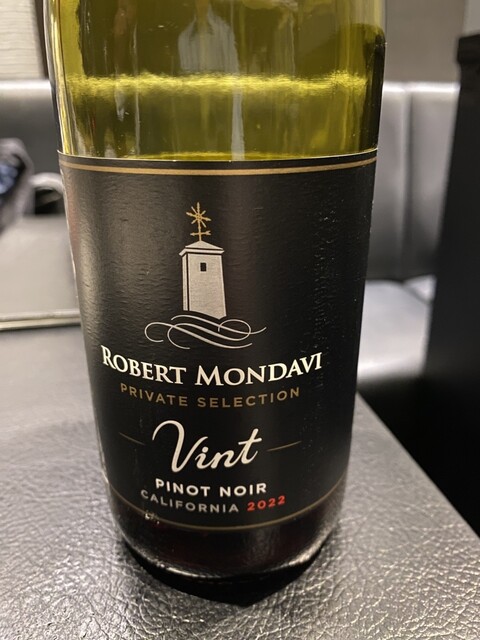 ROBERT MONDAVI
PRIVATE SELECTION
Vint
PINOT NOIR
CALIFORNIA 2022